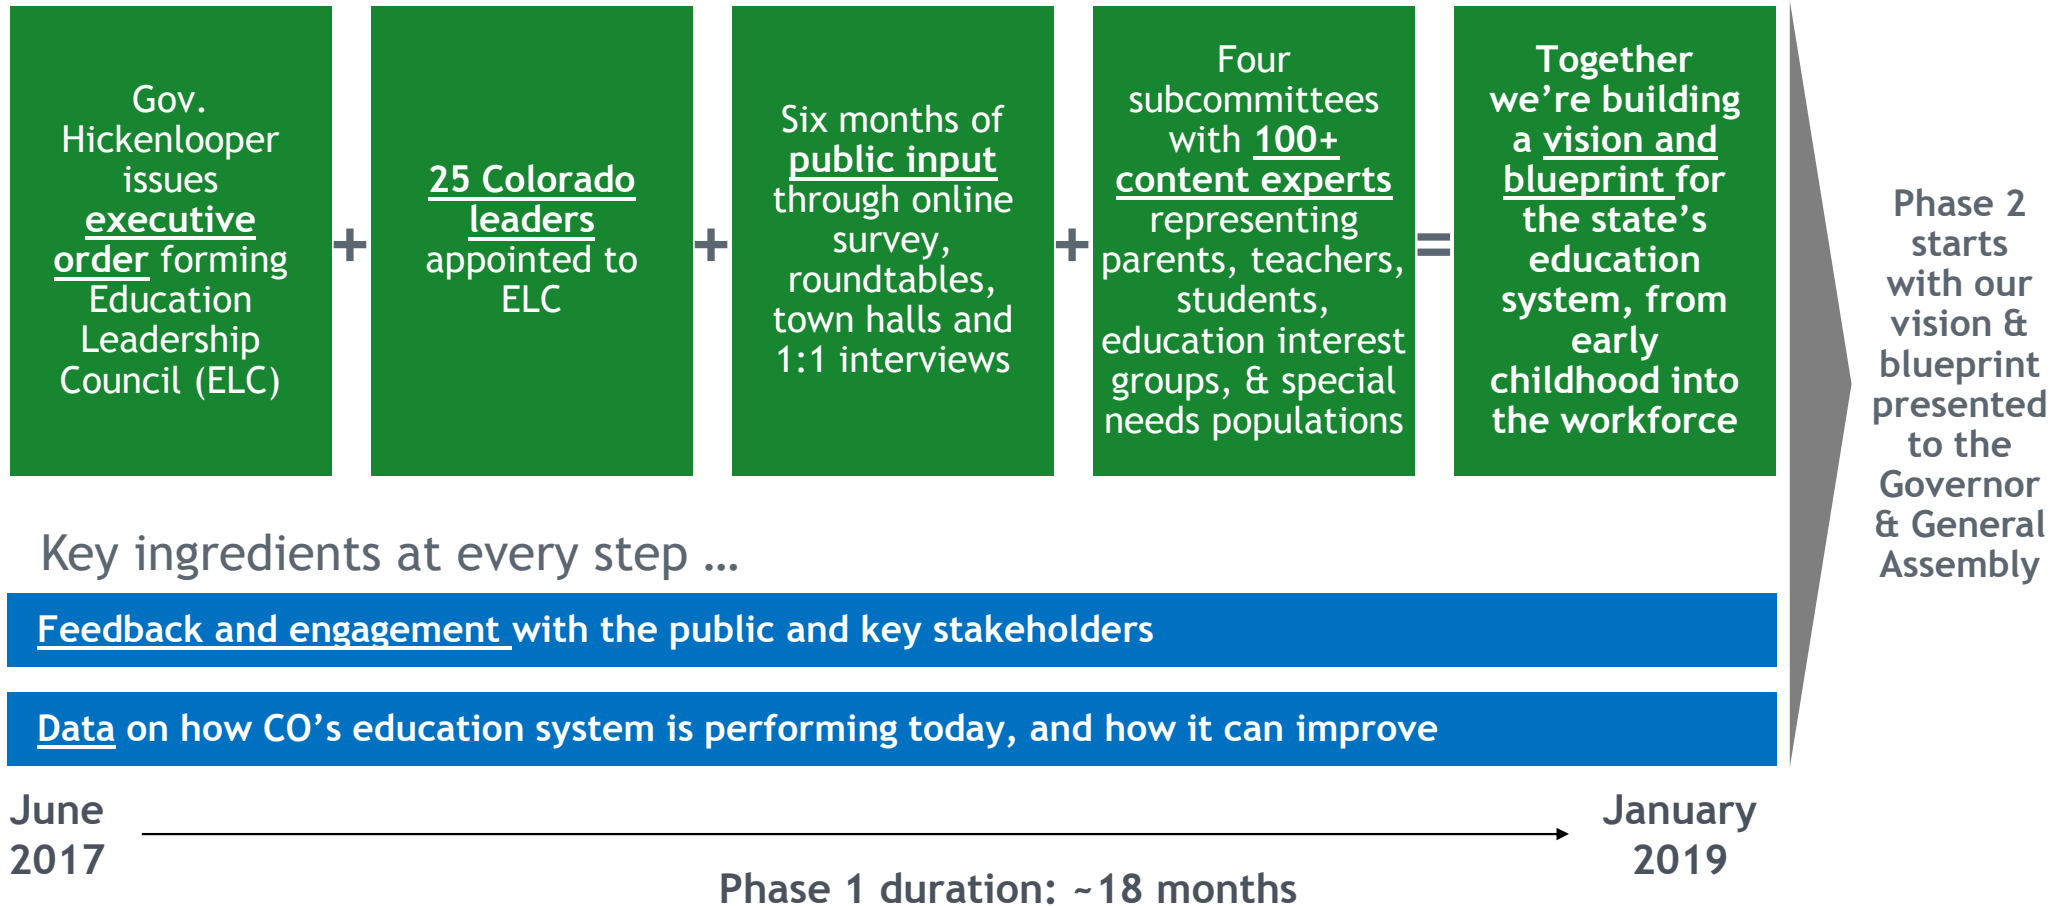 Gov.
Hickenlooper
issues
executive
order forming
Education
Leadership
Council (ELC)
+
25 Colorado
leaders
appointed to
ELC
+
Six months of
public input
through online
survey,
roundtables,
town halls and
1:1 interviews
+
Four
subcommittees
with 100+
content experts
representing
parents, teachers,
students,
education interest
groups, & special
needs populations
=
Together
we’re building
a vision and
blueprint for
the state’s
education
system, from
early
childhood into
the workforce
Phase 2
starts
with our
vision &
blueprint
presented
to the
Governor
& General
Assembly
Key ingredients at every step …
Feedback and engagement with the public and key stakeholders
Data on how CO’s education system is performing today, and how it can improve
June
2017
January
2019
Phase 1 duration: ~18 months